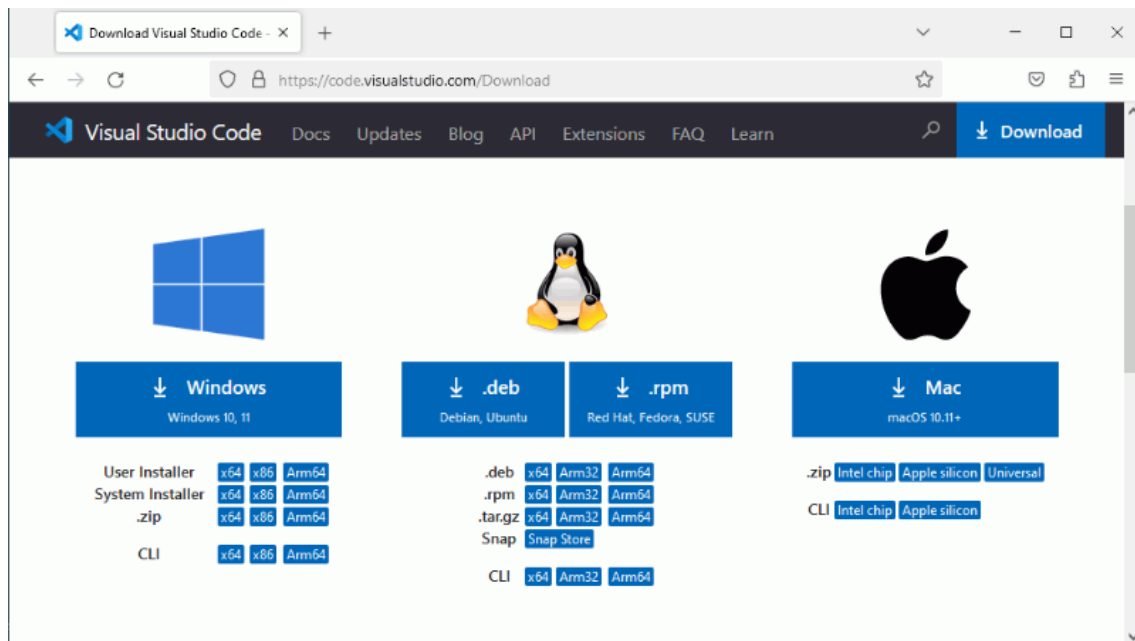 Download Visual Studio Code -
https://code.visualstudio.com/Download
Visual Studio Code Docs Updates Blog API Extensions FAQ Learn Download
Windows
Windows 10, 11
User Installer x64 x86 Arm64
System Installer x64 x86 Arm64
.zip x64 x86 Arm64
CLI x64 x86 Arm64
.deb
Debian, Ubuntu
.rpm
Red Hat, Fedora, SUSE
.deb x64 Arm32 Arm64
.rpm x64 Arm32 Arm64
.tar.gz x64 Arm32 Arm64
Snap Snap Store
CLI x64 Arm32 Arm64
Mac
macOS 10.11+
.zip Intel chip Apple silicon Universal
CLI Intel chip Apple silicon